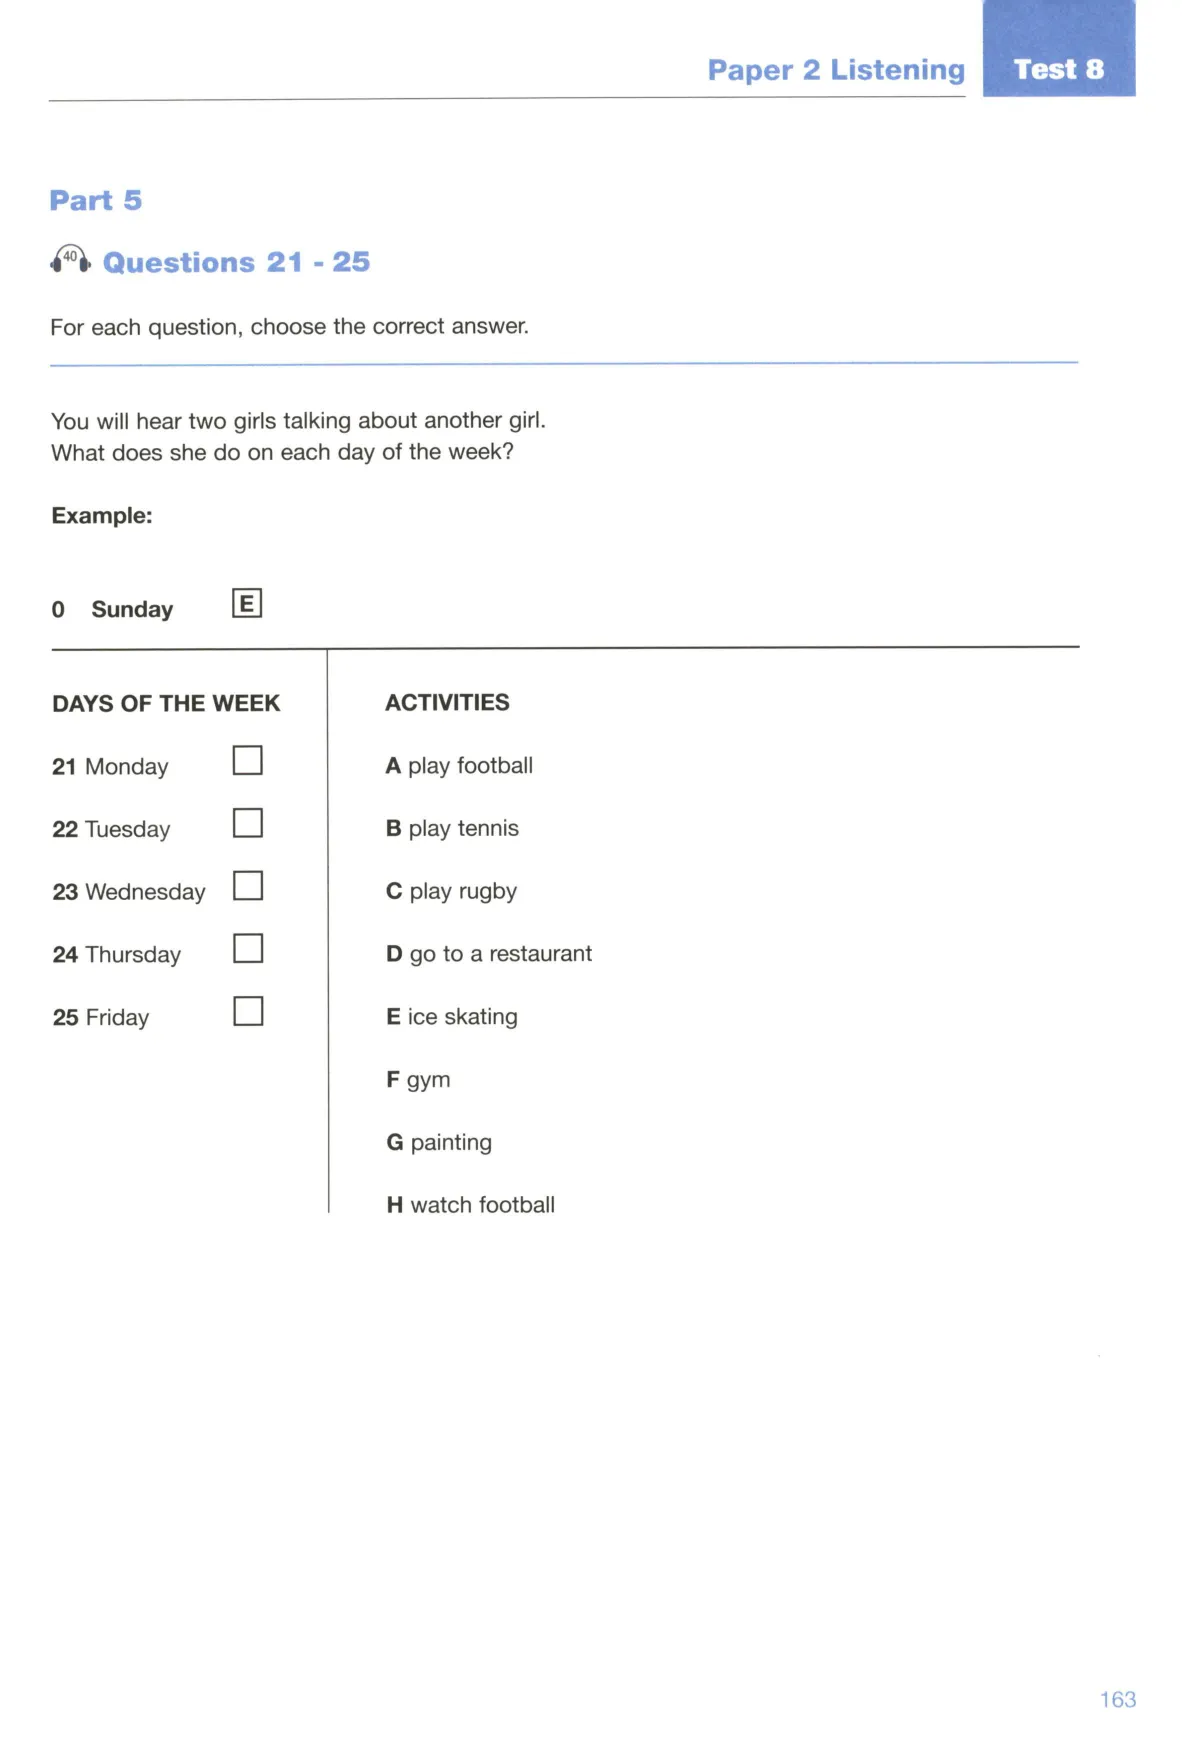 Paper 2 Listening Test 8
Part 5
40 Questions 21 - 25
For each question, choose the correct answer.
You will hear two girls talking about another girl.
What does she do on each day of the week?
Example:
0 Sunday E
DAYS OF THE WEEK
21 Monday
22 Tuesday
23 Wednesday
24 Thursday
25 Friday
ACTIVITIES
A play football
B play tennis
C play rugby
D go to a restaurant
E ice skating
F gym
G painting
H watch football
163